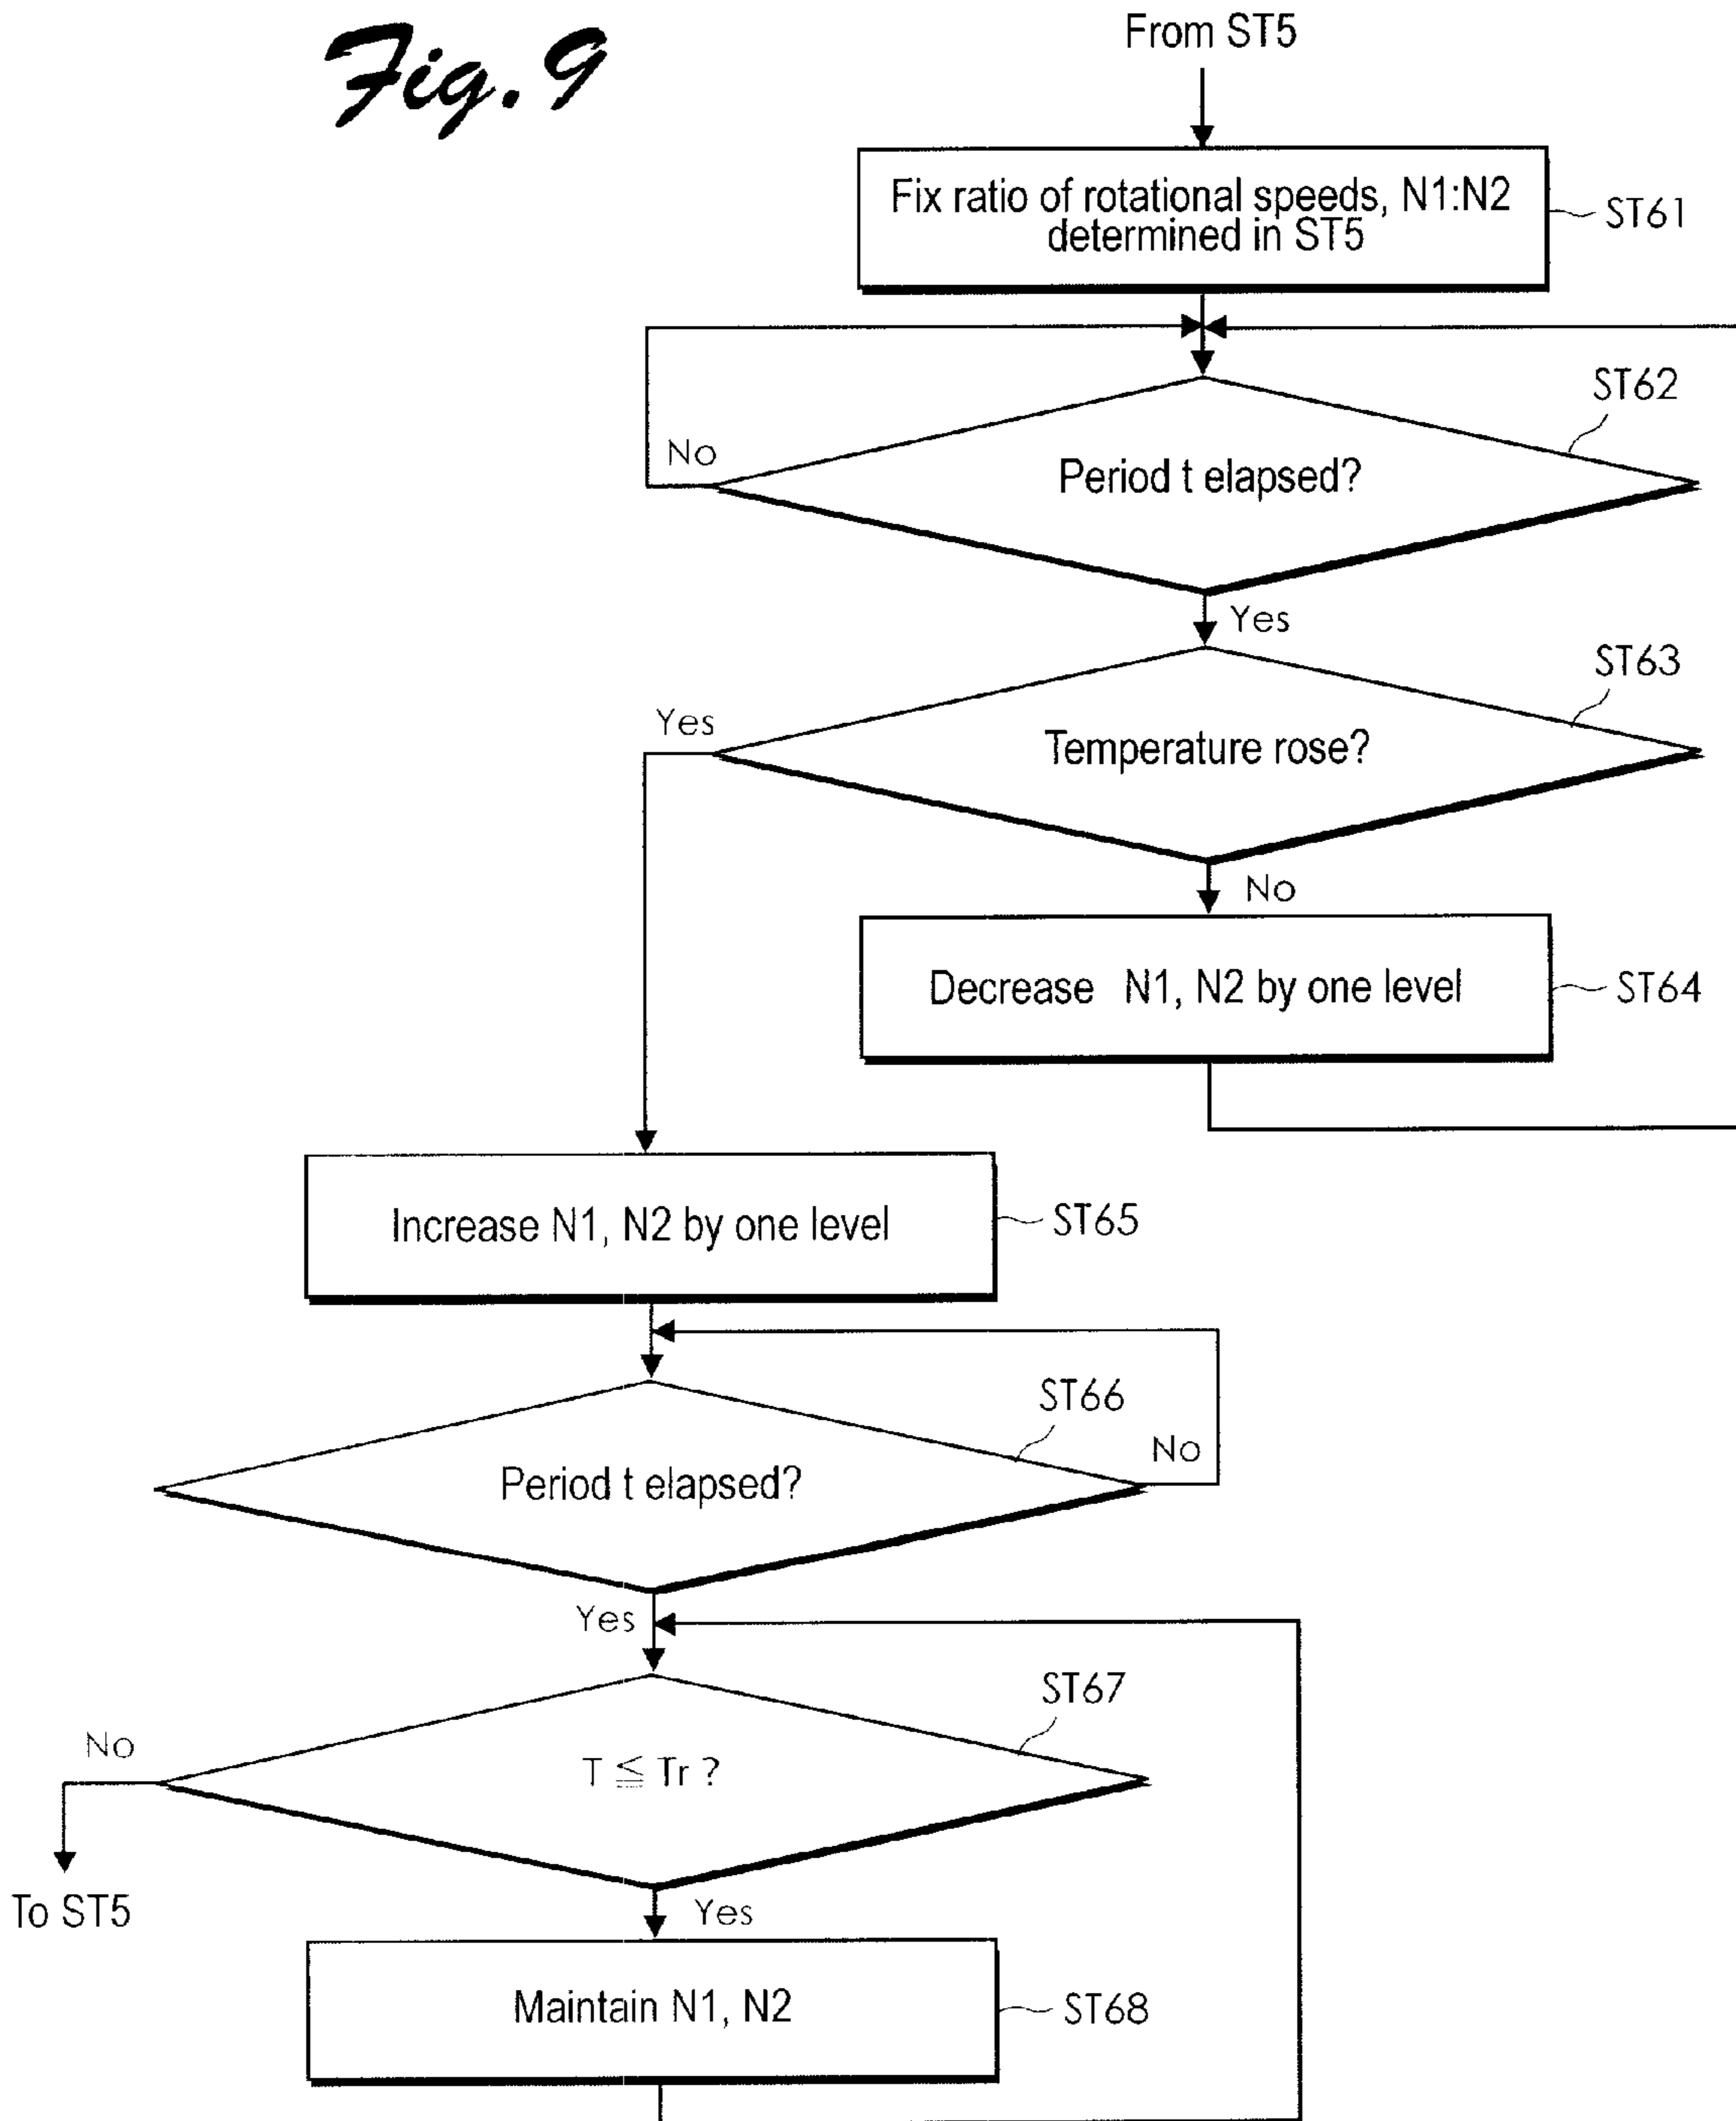 Fig. 9
From ST5
Fix ratio of rotational speeds, N1:N2
determined in ST5
ST61
ST62
No
Period t elapsed?
Yes
ST63
Yes
Temperature rose?
No
Decrease N1, N2 by one level
ST64
Increase N1, N2 by one level
ST65
ST66
No
Period t elapsed?
Yes
ST67
No
T ≦ Tr ?
To ST5
Yes
Maintain N1, N2
ST68